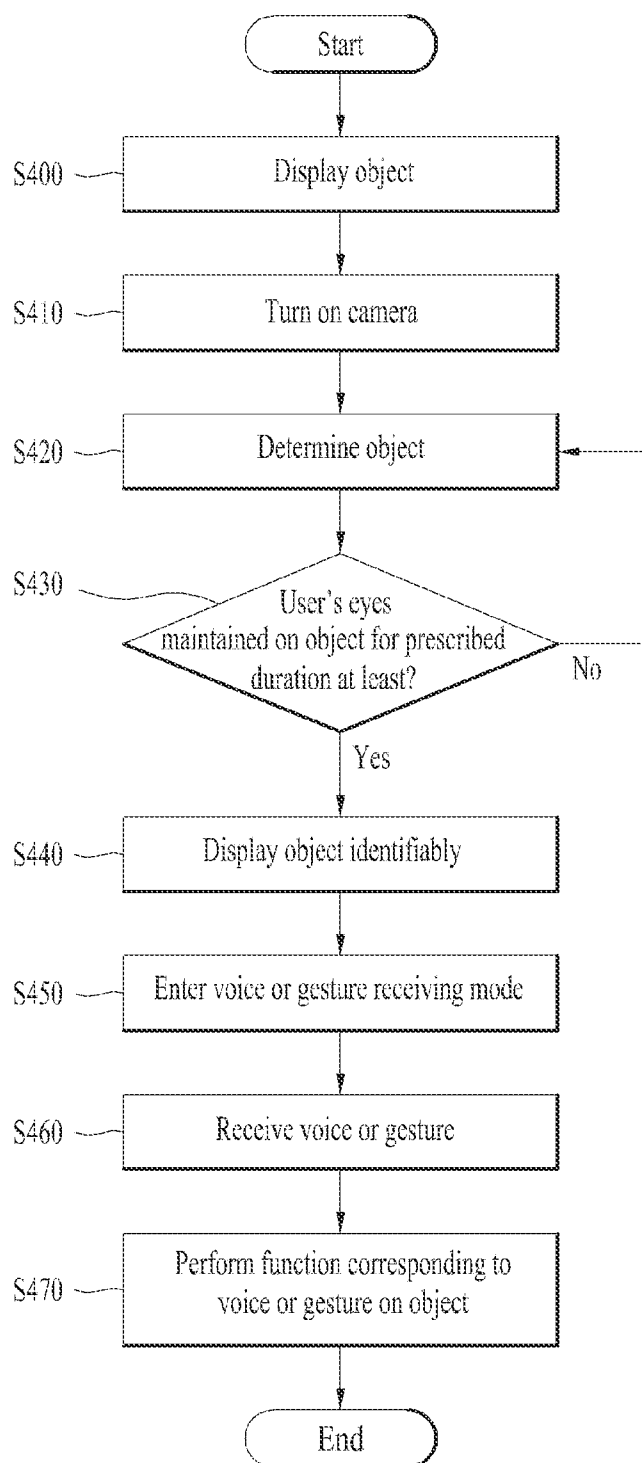 Start
S400
Display object
S410
Turn on camera
S420
Determine object
S430
User's eyes
maintained on object for prescribed
duration at least?
No
Yes
S440
Display object identifiably
S450
Enter voice or gesture receiving mode
S460
Receive voice or gesture
S470
Perform function corresponding to
voice or gesture on object
End